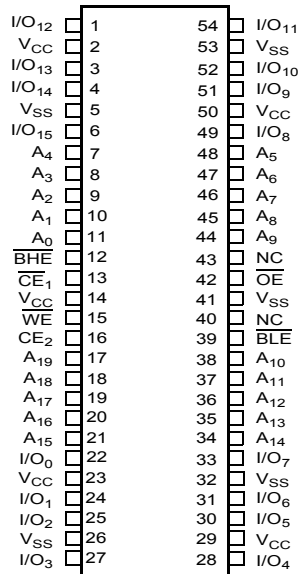 I/O12 1 54 I/O11
VCC 2 53 VSS
I/O13 3 52 I/O10
I/O14 4 51 I/O9
VSS 5 50 VCC
I/O15 6 49 I/O8
A4 7 48 A5
A3 8 47 A6
A2 9 46 A7
A1 10 45 A8
A0 11 44 A9
BHE 12 43 NC
CE1 13 42 OE
VCC 14 41 VSS
WE 15 40 NC
CE2 16 39 BLE
A19 17 38 A10
A18 18 37 A11
A17 19 36 A12
A16 20 35 A13
A15 21 34 A14
I/O0 22 33 I/O7
VCC 23 32 VSS
I/O1 24 31 I/O6
I/O2 25 30 I/O5
VSS 26 29 VCC
I/O3 27 28 I/O4